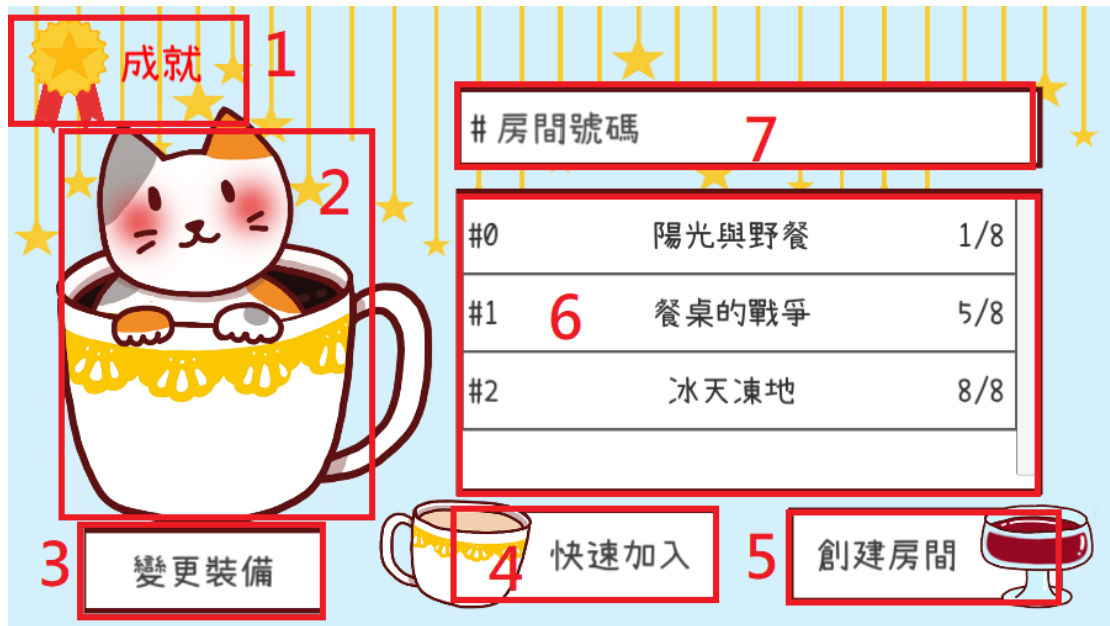 成就 1
# 房間號碼 7
2
#0 陽光與野餐 1/8
#1 餐桌的戰爭 5/8
6
#2 冰天凍地 8/8
3 變更裝備
4 快速加入
5 創建房間